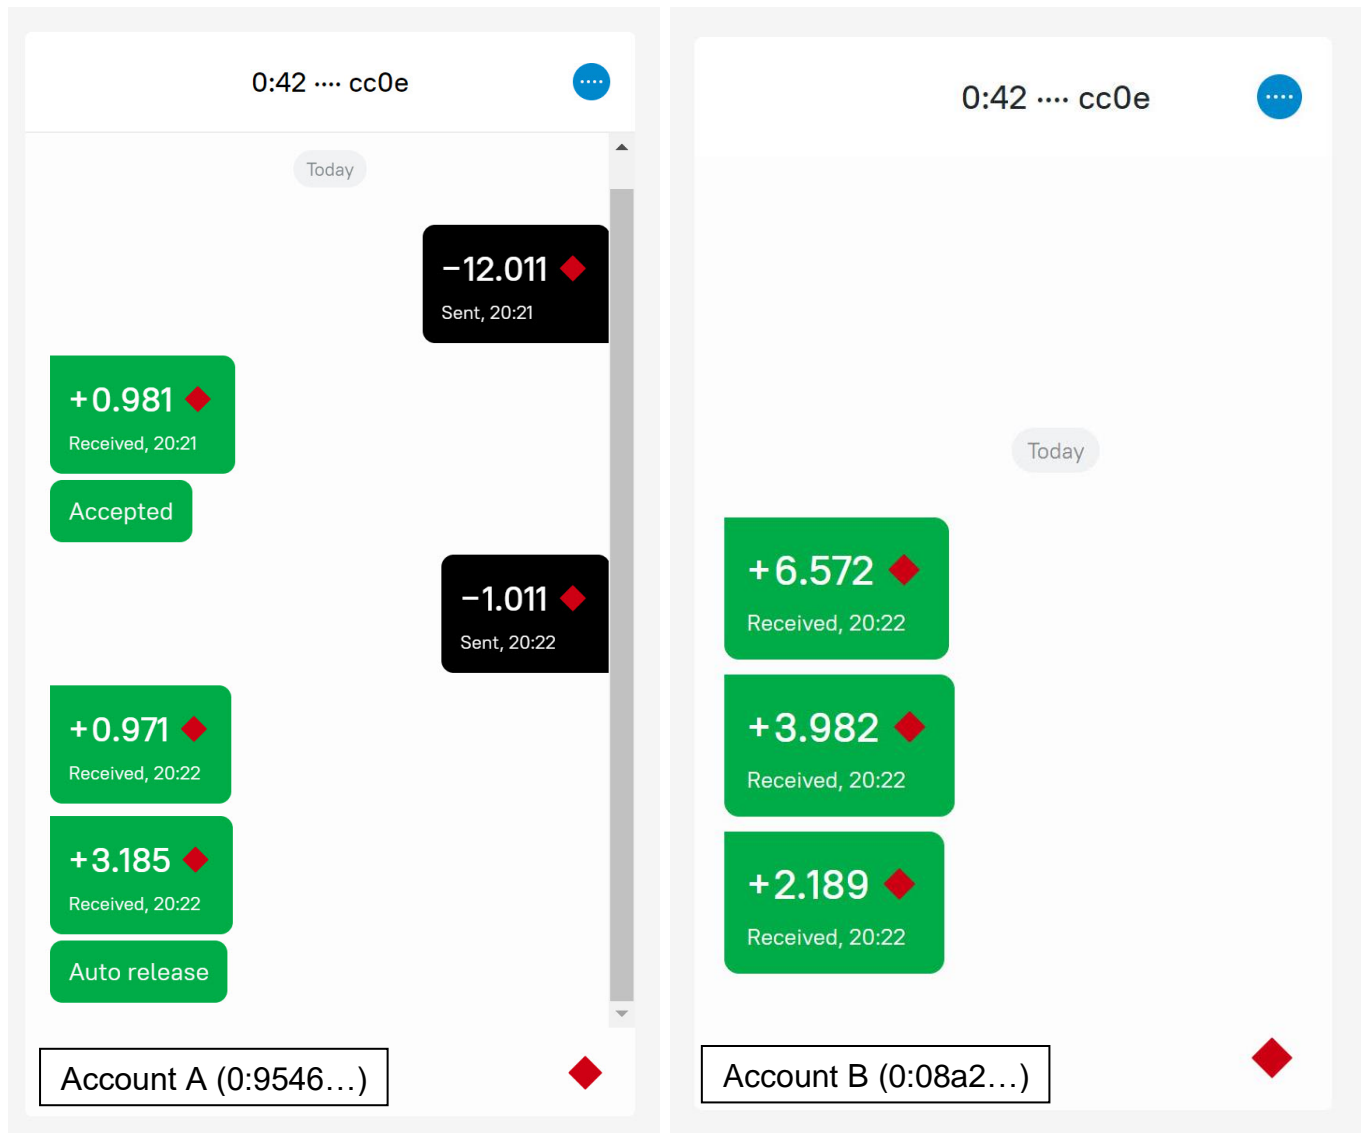 0:42 ···· cc0e
Today
−12.011
Sent, 20:21
+0.981
Received, 20:21
Accepted
−1.011
Sent, 20:22
+0.971
Received, 20:22
+3.185
Received, 20:22
Auto release
Account A (0:9546…)
0:42 ···· cc0e
Today
+6.572
Received, 20:22
+3.982
Received, 20:22
+2.189
Received, 20:22
Account B (0:08a2…)